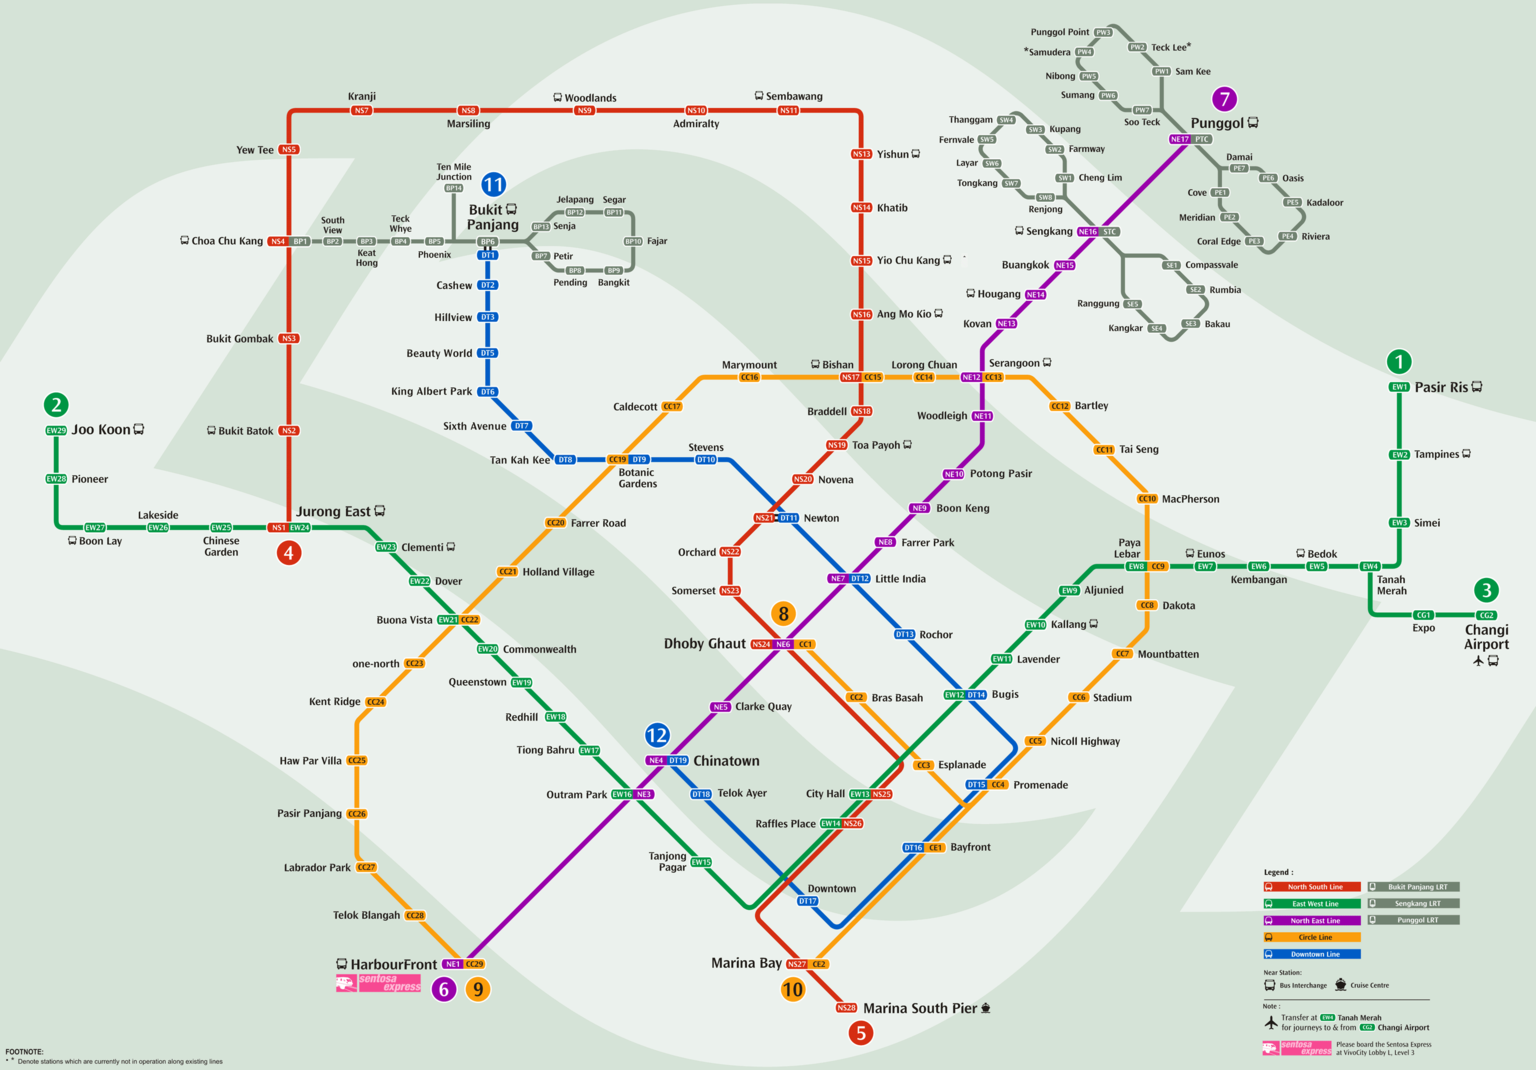 Punggol Point
PW3
PW2
Teck Lee*
*Samudera
PW4
Nibong
PW5
PW1
Sam Kee
Sumang
PW6
PW7
Soo Teck
7
Punggol
NE17
PTC
Damai
PE7
PE6
Oasis
Cove
PE1
PE5
Kadaloor
Meridian
PE2
Coral Edge
PE3
PE4
Riviera
Thanggam
SW4
SW3
Kupang
Fernvale
SW5
SW2
Farmway
Layar
SW6
SW1
Cheng Lim
Tongkang
SW7
SW8
Renjong
Sengkang
NE16
STC
Buangkok
NE15
SE1
Compassvale
Hougang
NE14
SE2
Rumbia
Ranggung
SE5
Kangkar
SE4
SE3
Bakau
Kovan
NE13
Kranji
NS7
NS8
Marsiling
Woodlands
NS9
NS10
Admiralty
Sembawang
NS11
Yew Tee
NS5
NS13
Yishun
NS14
Khatib
NS15
Yio Chu Kang
NS16
Ang Mo Kio
Ten Mile
Junction
BP14
11
Bukit
Panjang
Choa Chu Kang
NS4
BP1
South
View
BP2
BP3
Keat
Hong
Teck
Whye
BP4
BP5
Phoenix
BP6
DT1
Jelapang
BP12
Segar
BP11
BP13
Senja
BP10
Fajar
BP7
Petir
BP8
Pending
BP9
Bangkit
Cashew
DT2
Hillview
DT3
Beauty World
DT5
King Albert Park
DT6
Sixth Avenue
DT7
Tan Kah Kee
DT8
CC19
DT9
Botanic
Gardens
Stevens
DT10
Bukit Gombak
NS3
Bukit Batok
NS2
2
EW29
Joo Koon
EW28
Pioneer
EW27
Boon Lay
Lakeside
EW26
EW25
Chinese
Garden
NS1
EW24
Jurong East
4
EW23
Clementi
EW22
Dover
Buona Vista
EW21
CC22
EW20
Commonwealth
Queenstown
EW19
Redhill
EW18
Tiong Bahru
EW17
Outram Park
EW16
NE3
Tanjong
Pagar
EW15
Marymount
CC16
Caldecott
CC17
Bishan
NS17
CC15
Lorong Chuan
CC14
NE12
CC13
Serangoon
CC12
Bartley
CC11
Tai Seng
CC10
MacPherson
Braddell
NS18
NS19
Toa Payoh
NS20
Novena
NS21
DT11
Newton
Orchard
NS22
Somerset
NS23
Woodleigh
NE11
NE10
Potong Pasir
NE9
Boon Keng
NE8
Farrer Park
NE7
DT12
Little India
8
Dhoby Ghaut
NS24
NE6
CC1
CC20
Farrer Road
CC21
Holland Village
one-north
CC23
Kent Ridge
CC24
Haw Par Villa
CC25
Pasir Panjang
CC26
Labrador Park
CC27
Telok Blangah
CC28
HarbourFront
NE1
CC29
sentosa
express
6
9
NE5
Clarke Quay
12
NE4
DT19
Chinatown
DT18
Telok Ayer
Downtown
DT17
DT13
Rochor
EW12
DT14
Bugis
CC2
Bras Basah
CC3
Esplanade
City Hall
EW13
NS25
Raffles Place
EW14
NS26
DT15
CC4
Promenade
DT16
CE1
Bayfront
Marina Bay
NS27
CE2
10
NS28
Marina South Pier
5
Paya
Lebar
EW8
CC9
Eunos
EW7
EW6
Kembangan
Bedok
EW5
EW4
Tanah
Merah
EW9
Aljunied
EW10
Kallang
EW11
Lavender
CC8
Dakota
CC7
Mountbatten
CC6
Stadium
CC5
Nicoll Highway
1
EW1
Pasir Ris
EW2
Tampines
EW3
Simei
CG1
Expo
3
CG2
Changi
Airport
Legend :
North South Line
Bukit Panjang LRT
East West Line
Sengkang LRT
North East Line
Punggol LRT
Circle Line
Downtown Line
Near Station:
Bus Interchange
Cruise Centre
Note :
Transfer at EW4 Tanah Merah
for journeys to & from CG2 Changi Airport
sentosa
express
Please board the Sentosa Express
at VivoCity Lobby L, Level 3
FOOTNOTE:
• * Denote stations which are currently not in operation along existing lines